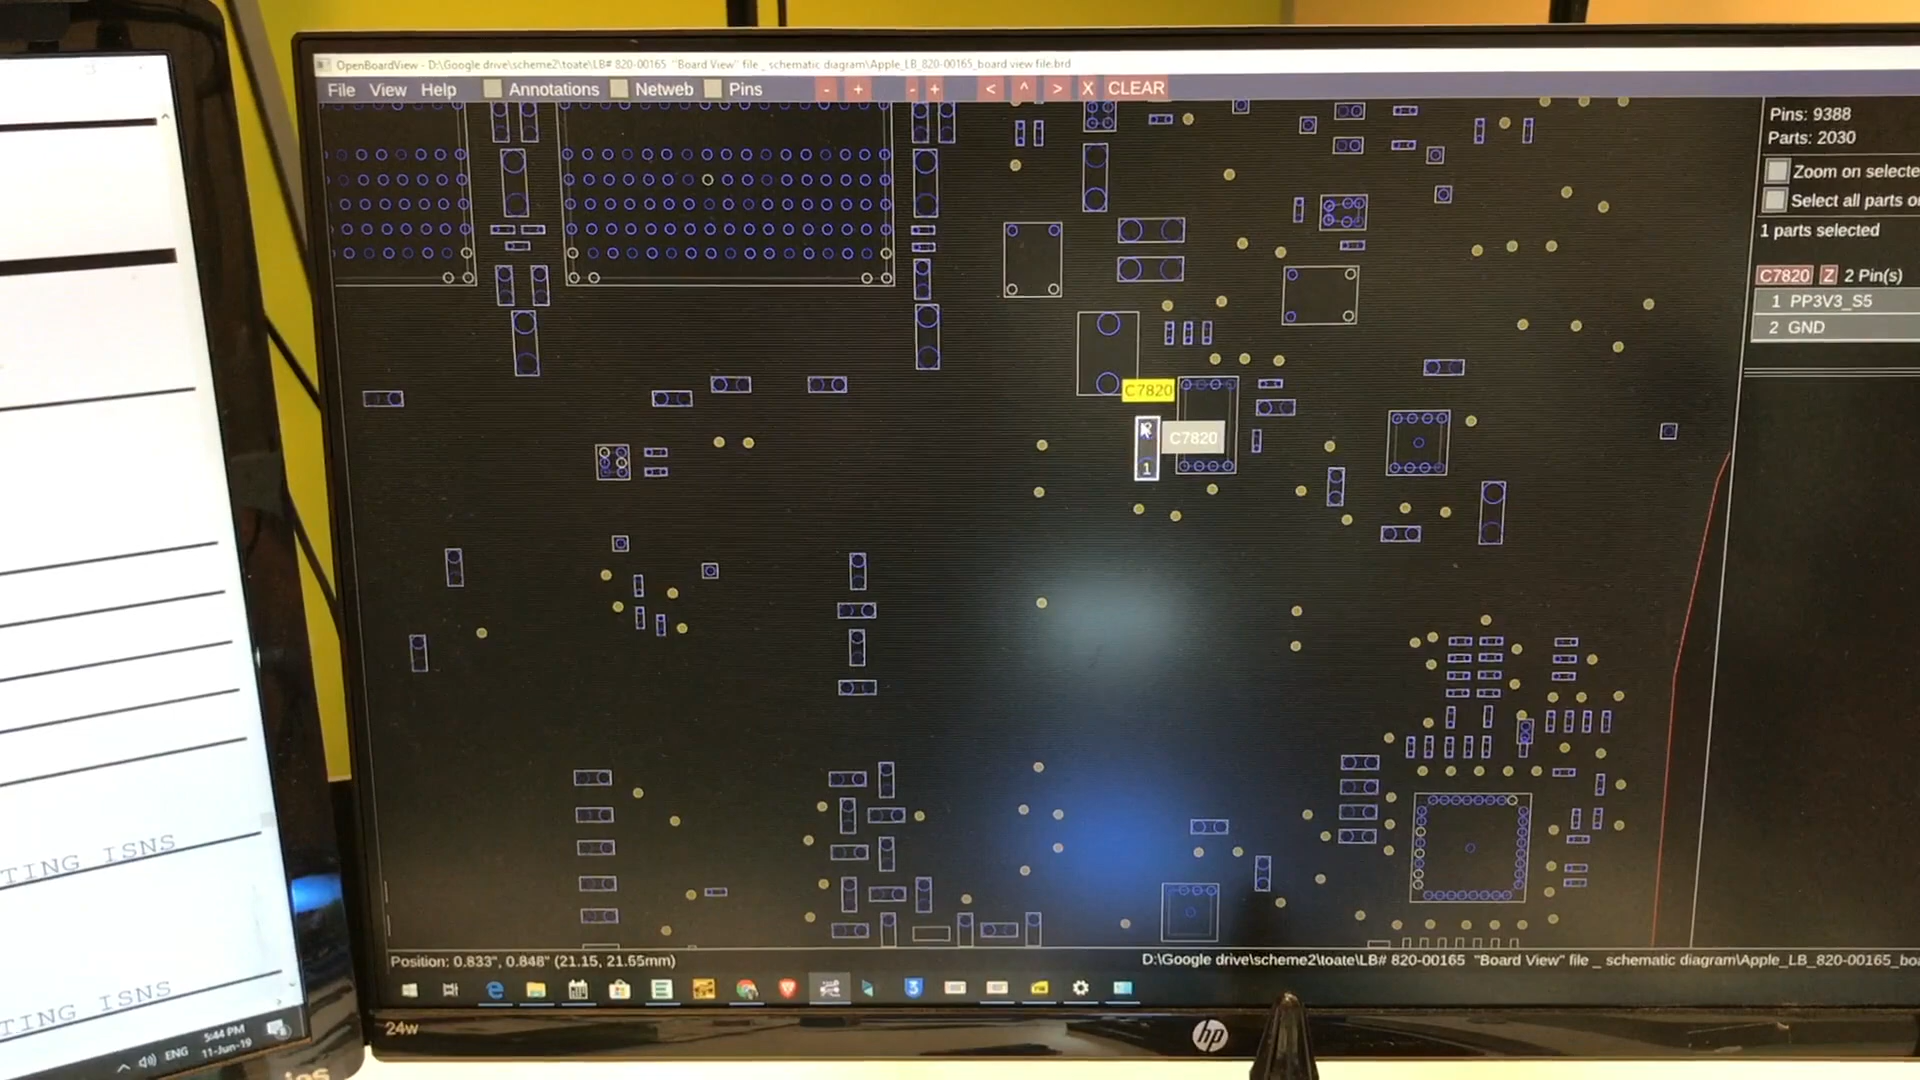 OpenBoardView - D:\Google drive\scheme2\toate\LB# 820-00165 "Board View" file _ schematic diagram\Apple_LB_820-00165_board view file.brd
File View Help Annotations Netweb Pins - + - + < ^ > X CLEAR
Pins: 9388
Parts: 2030
Zoom on selecte
Select all parts o
1 parts selected
C7820 Z 2 Pin(s)
1 PP3V3_S5
2 GND
C7820
C7820
1
Position: 0.833", 0.848" (21.15, 21.55mm)
D:\Google drive\scheme2\toate\LB# 820-00165 "Board View" file _ schematic diagram\Apple_LB_820-00165_boa
TING ISNS
TING ISNS
5:44 PM
ENG
11-Jun-19
24w
hp